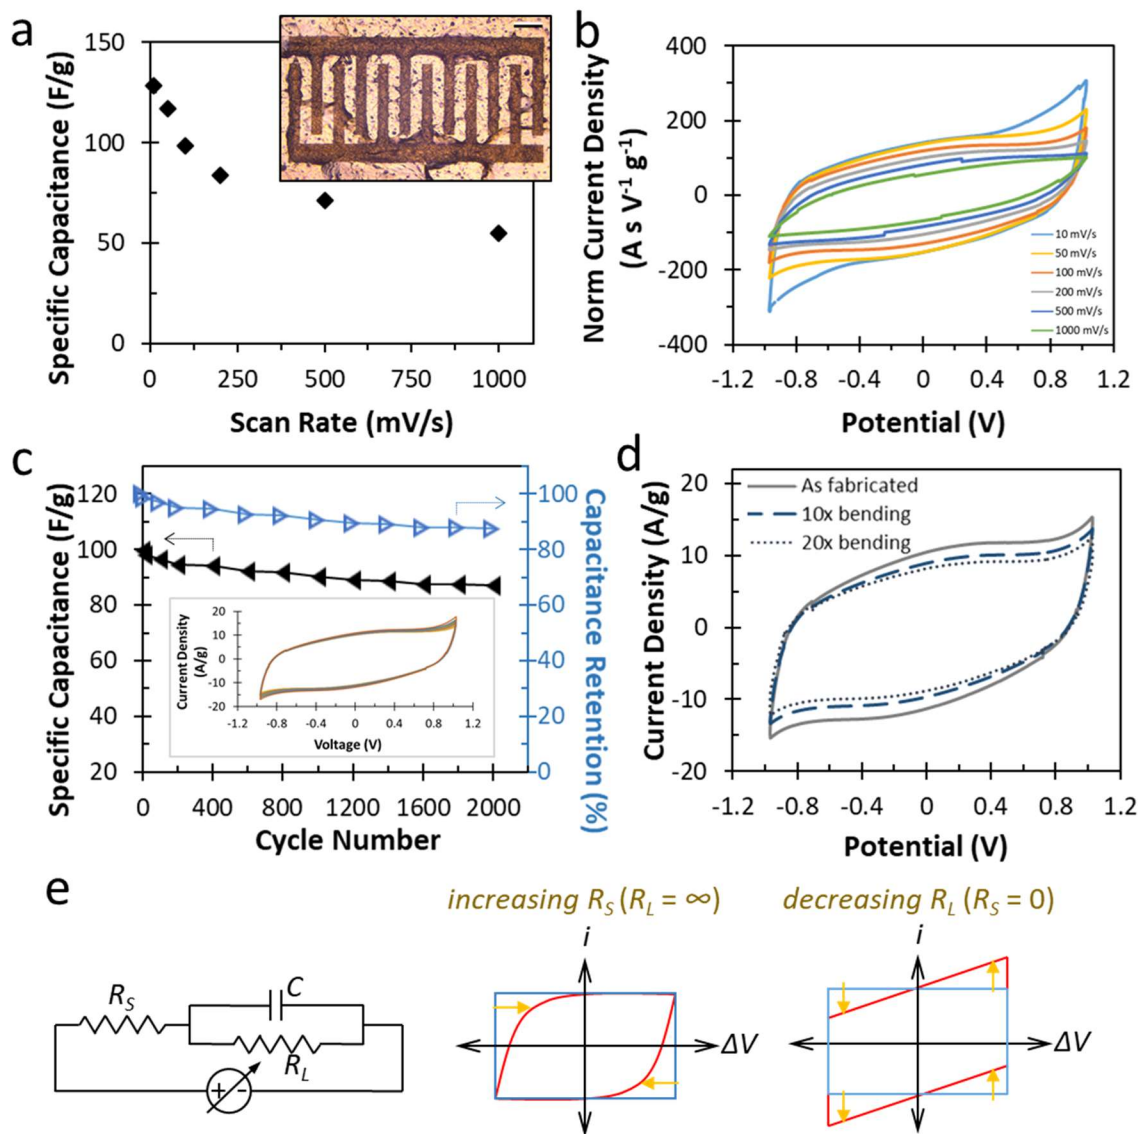 a
150
100
50
0
Specific Capacitance (F/g)
0 250 500 750 1000
Scan Rate (mV/s)
b
400
200
0
-200
-400
Norm Current Density
(A s V-1 g-1)
10 mV/s
50 mV/s
100 mV/s
200 mV/s
500 mV/s
1000 mV/s
-1.2 -0.8 -0.4 0 0.4 0.8 1.2
Potential (V)
c
120
100
80
60
40
20
Specific Capacitance (F/g)
100
80
60
40
20
0
Capacitance Retention (%)
20
10
0
-10
-20
Current Density
(A/g)
-1.2 -0.8 -0.4 0 0.4 0.8 1.2
Voltage (V)
0 400 800 1200 1600 2000
Cycle Number
d
20
10
0
-10
-20
Current Density (A/g)
As fabricated
10x bending
20x bending
-1.2 -0.8 -0.4 0 0.4 0.8 1.2
Potential (V)
e
RS
C
RL
+ -
increasing RS (RL = ∞)
i
ΔV
decreasing RL (RS = 0)
i
ΔV